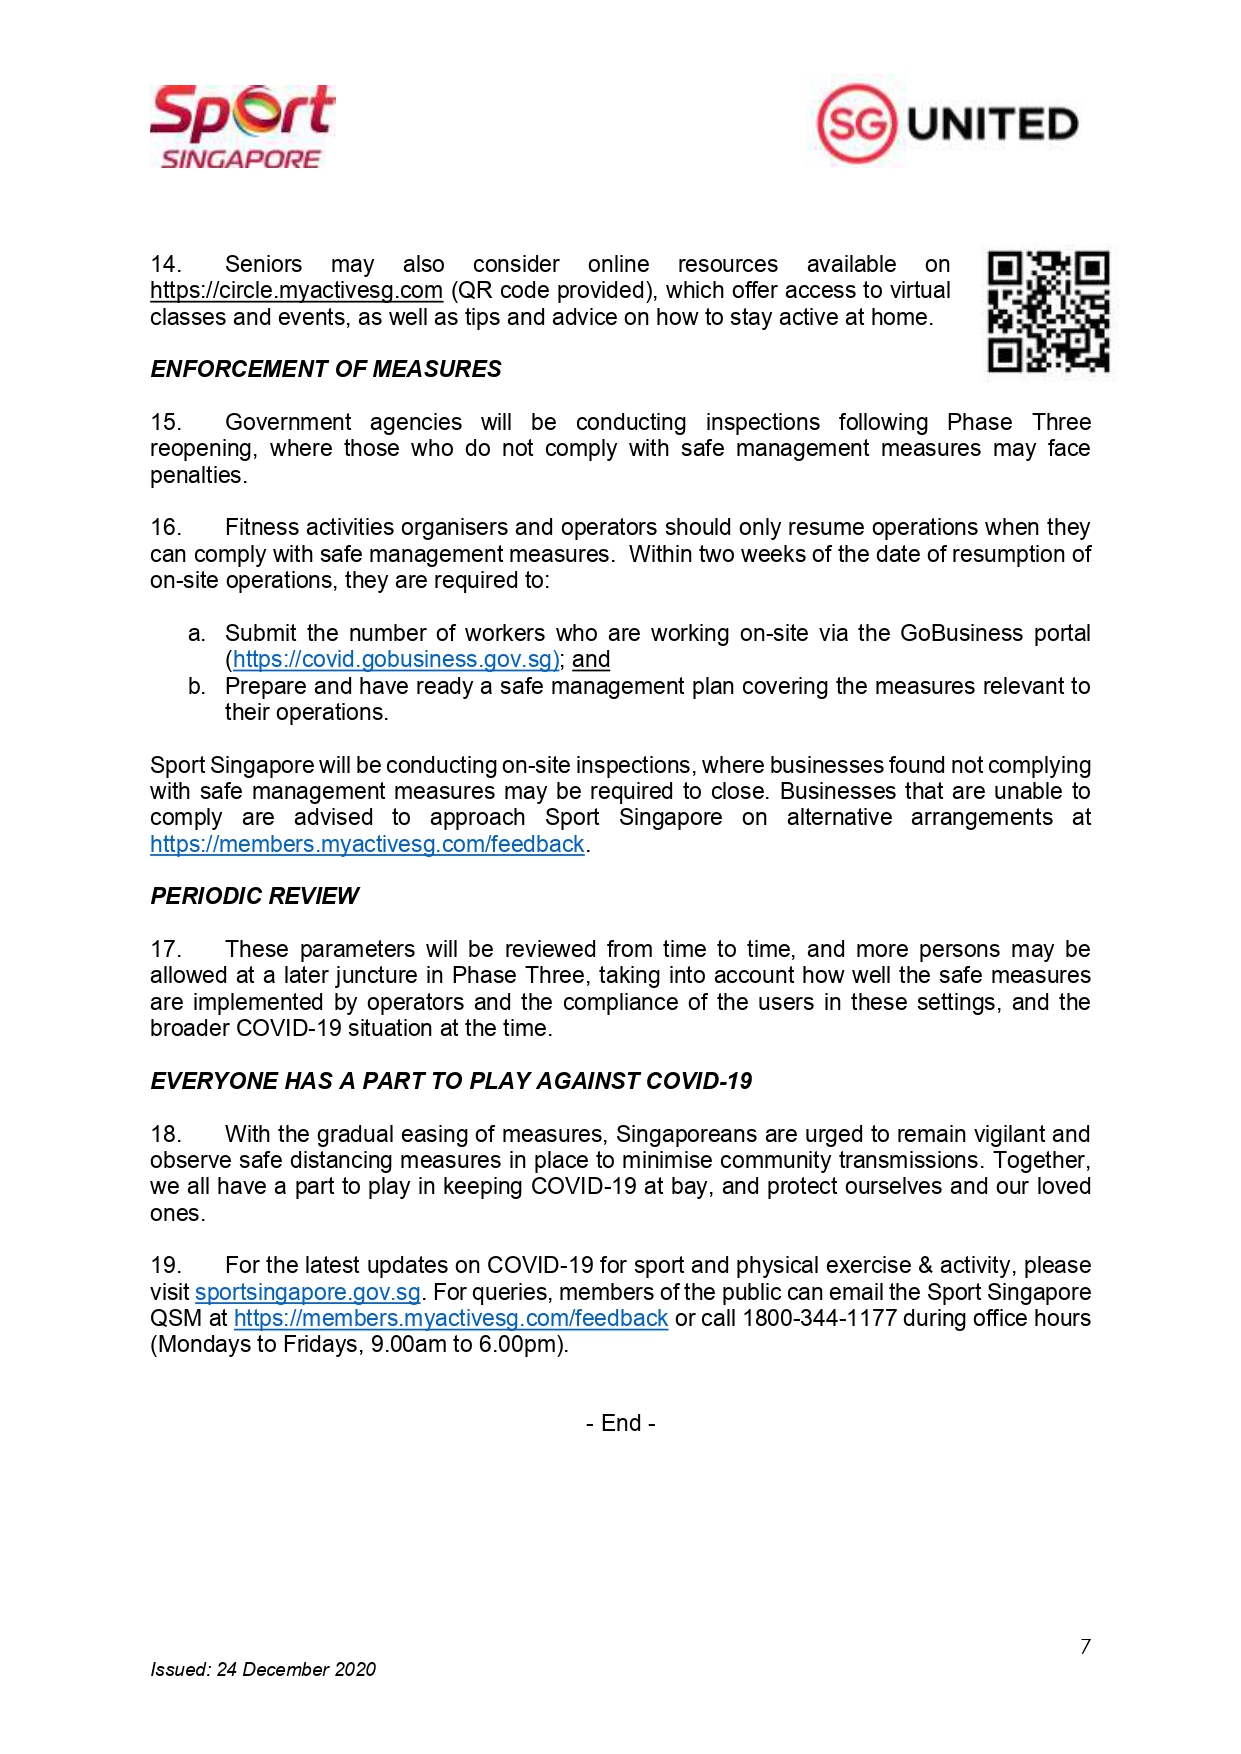 Sport
SINGAPORE
SG UNITED
14. Seniors may also consider online resources available on
https://circle.myactivesg.com (QR code provided), which offer access to virtual
classes and events, as well as tips and advice on how to stay active at home.
ENFORCEMENT OF MEASURES
15. Government agencies will be conducting inspections following Phase Three
reopening, where those who do not comply with safe management measures may face
penalties.
16. Fitness activities organisers and operators should only resume operations when they
can comply with safe management measures. Within two weeks of the date of resumption of
on-site operations, they are required to:
a. Submit the number of workers who are working on-site via the GoBusiness portal
(https://covid.gobusiness.gov.sg); and
b. Prepare and have ready a safe management plan covering the measures relevant to
their operations.
Sport Singapore will be conducting on-site inspections, where businesses found not complying
with safe management measures may be required to close. Businesses that are unable to
comply are advised to approach Sport Singapore on alternative arrangements at
https://members.myactivesg.com/feedback.
PERIODIC REVIEW
17. These parameters will be reviewed from time to time, and more persons may be
allowed at a later juncture in Phase Three, taking into account how well the safe measures
are implemented by operators and the compliance of the users in these settings, and the
broader COVID-19 situation at the time.
EVERYONE HAS A PART TO PLAY AGAINST COVID-19
18. With the gradual easing of measures, Singaporeans are urged to remain vigilant and
observe safe distancing measures in place to minimise community transmissions. Together,
we all have a part to play in keeping COVID-19 at bay, and protect ourselves and our loved
ones.
19. For the latest updates on COVID-19 for sport and physical exercise & activity, please
visit sportsingapore.gov.sg. For queries, members of the public can email the Sport Singapore
QSM at https://members.myactivesg.com/feedback or call 1800-344-1177 during office hours
(Mondays to Fridays, 9.00am to 6.00pm).
- End -
7
Issued: 24 December 2020